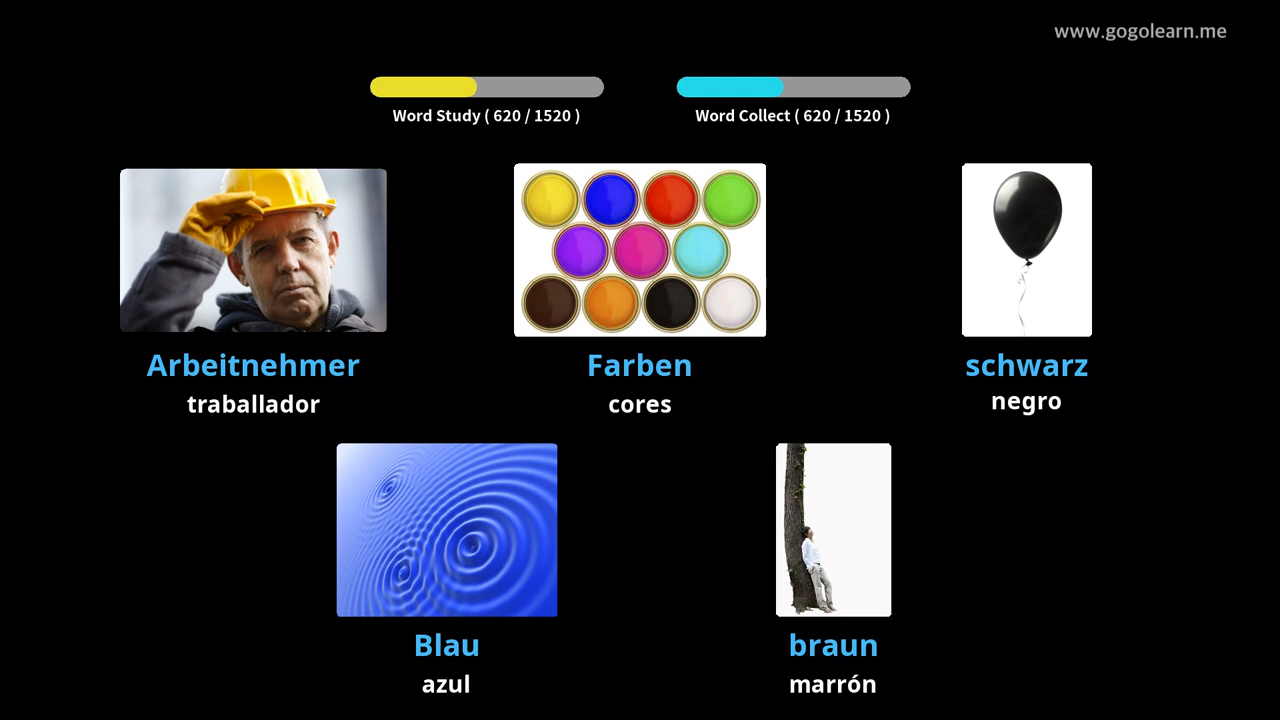 www.gogolearn.me
Word Study ( 620 / 1520 )
Word Collect ( 620 / 1520 )
Arbeitnehmer
traballador
Farben
cores
schwarz
negro
Blau
azul
braun
marrón